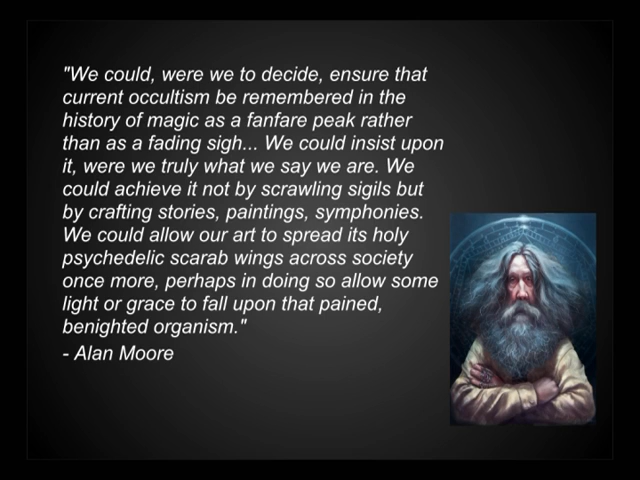 "We could, were we to decide, ensure that
current occultism be remembered in the
history of magic as a fanfare peak rather
than as a fading sigh... We could insist upon
it, were we truly what we say we are. We
could achieve it not by scrawling sigils but
by crafting stories, paintings, symphonies.
We could allow our art to spread its holy
psychedelic scarab wings across society
once more, perhaps in doing so allow some
light or grace to fall upon that pained,
benighted organism."
- Alan Moore